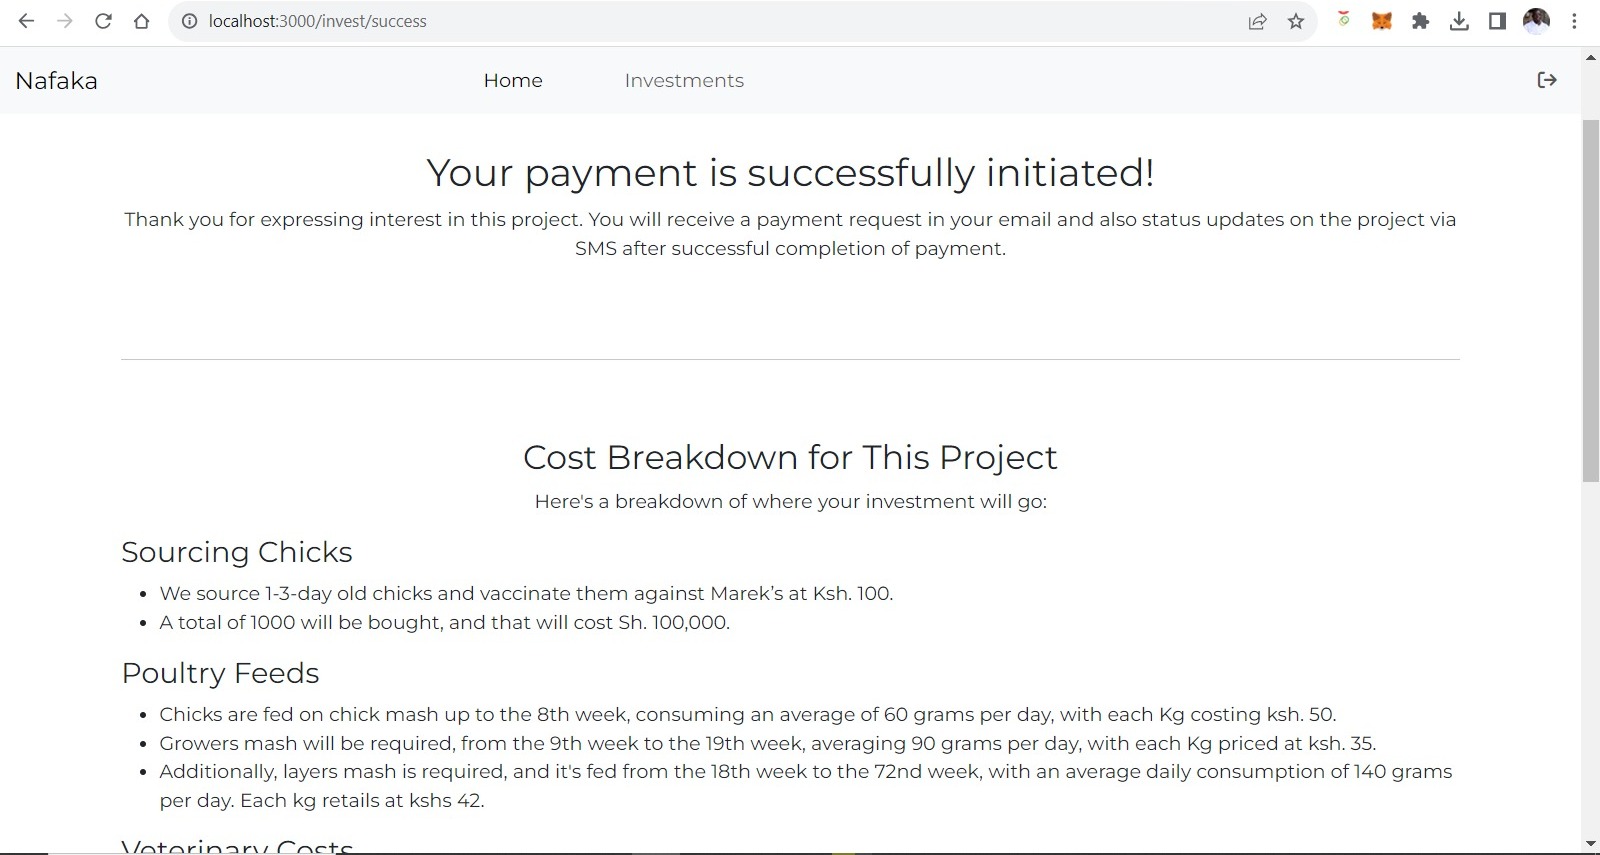 localhost:3000/invest/success
Nafaka
Home
Investments
Your payment is successfully initiated!
Thank you for expressing interest in this project. You will receive a payment request in your email and also status updates on the project via
SMS after successful completion of payment.
Cost Breakdown for This Project
Here's a breakdown of where your investment will go:
Sourcing Chicks
• We source 1-3-day old chicks and vaccinate them against Marek’s at Ksh. 100.
• A total of 1000 will be bought, and that will cost Sh. 100,000.
Poultry Feeds
• Chicks are fed on chick mash up to the 8th week, consuming an average of 60 grams per day, with each Kg costing ksh. 50.
• Growers mash will be required, from the 9th week to the 19th week, averaging 90 grams per day, with each Kg priced at ksh. 35.
• Additionally, layers mash is required, and it's fed from the 18th week to the 72nd week, with an average daily consumption of 140 grams
per day. Each kg retails at kshs 42.
Veterinary Costs